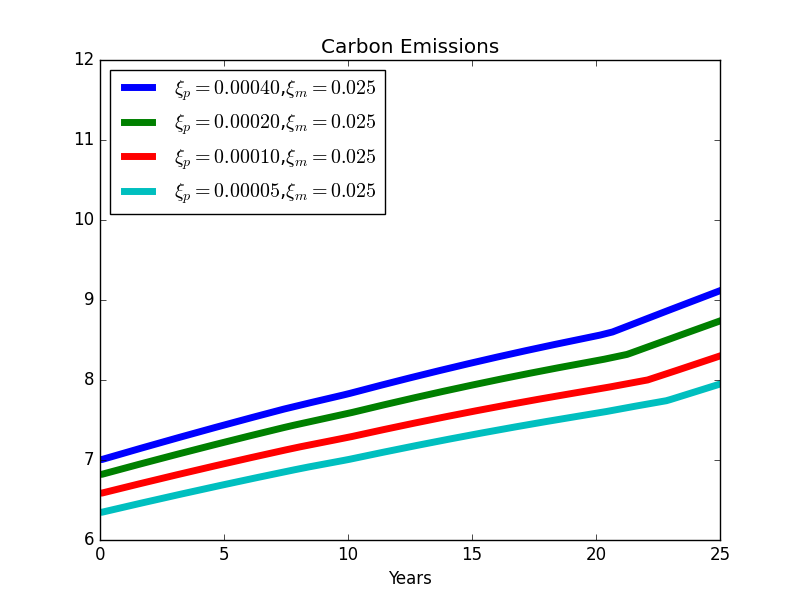 Carbon Emissions
12
11
10
9
8
7
6
ξ_p = 0.00040,ξ_m = 0.025
ξ_p = 0.00020,ξ_m = 0.025
ξ_p = 0.00010,ξ_m = 0.025
ξ_p = 0.00005,ξ_m = 0.025
0 5 10 15 20 25
Years